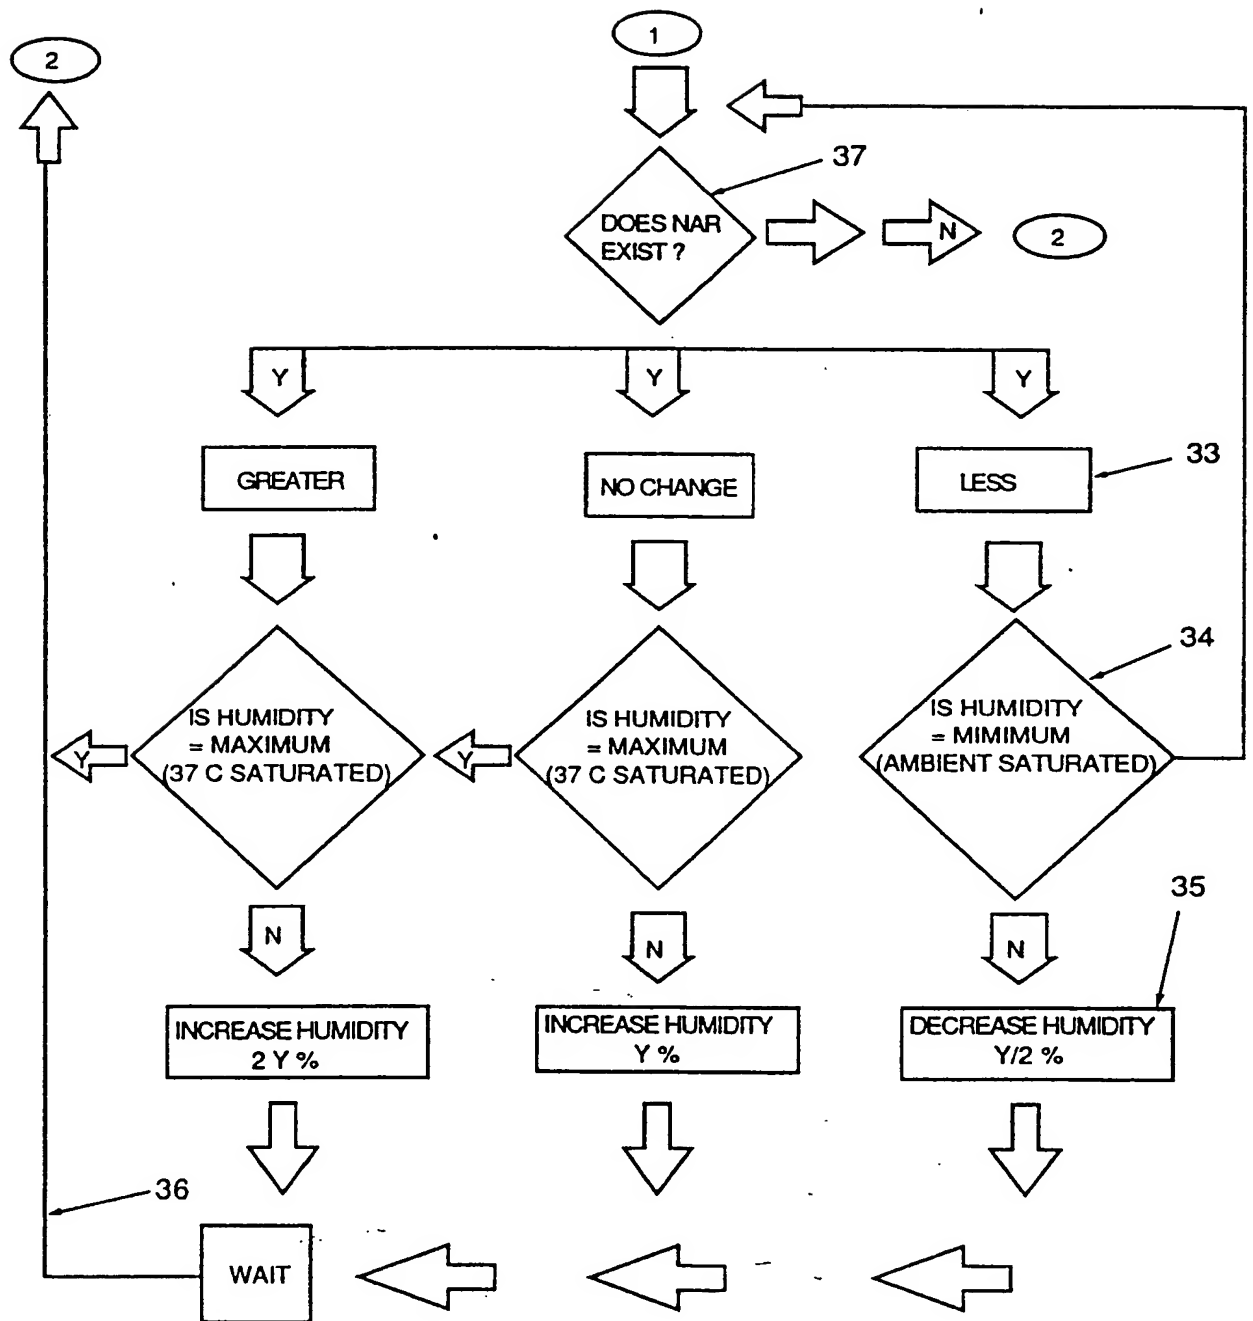 1
2
37
DOES NAR
EXIST ?
N
2
Y
Y
Y
GREATER
NO CHANGE
LESS
33
34
IS HUMIDITY
= MAXIMUM
(37 C SATURATED)
Y
IS HUMIDITY
= MAXIMUM
(37 C SATURATED)
Y
IS HUMIDITY
= MIMIMUM
(AMBIENT SATURATED)
35
N
N
N
INCREASE HUMIDITY
2 Y %
INCREASE HUMIDITY
Y %
DECREASE HUMIDITY
Y/2 %
36
WAIT